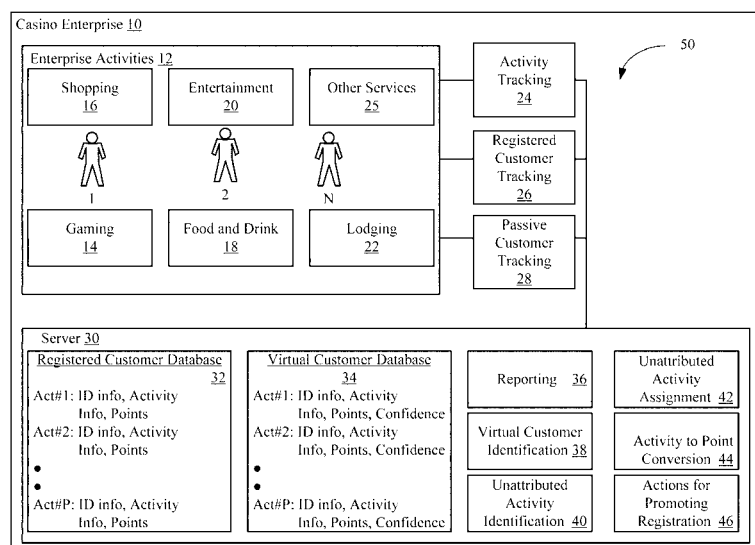 Casino Enterprise 10
50
Enterprise Activities 12
Shopping
16
Entertainment
20
Other Services
25
1
2
N
Gaming
14
Food and Drink
18
Lodging
22
Activity
Tracking
24
Registered
Customer
Tracking
26
Passive
Customer
Tracking
28
Server 30
Registered Customer Database
32
Act#1: ID info, Activity
Info, Points
Act#2: ID info, Activity
Info, Points
Act#P: ID info, Activity
Info, Points
Virtual Customer Database
34
Act#1: ID info, Activity
Info, Points, Confidence
Act#2: ID info, Activity
Info, Points, Confidence
Act#P: ID info, Activity
Info, Points, Confidence
Reporting 36
Unattributed
Activity
Assignment 42
Virtual Customer
Identification 38
Activity to Point
Conversion 44
Unattributed
Activity
Identification 40
Actions for
Promoting
Registration 46